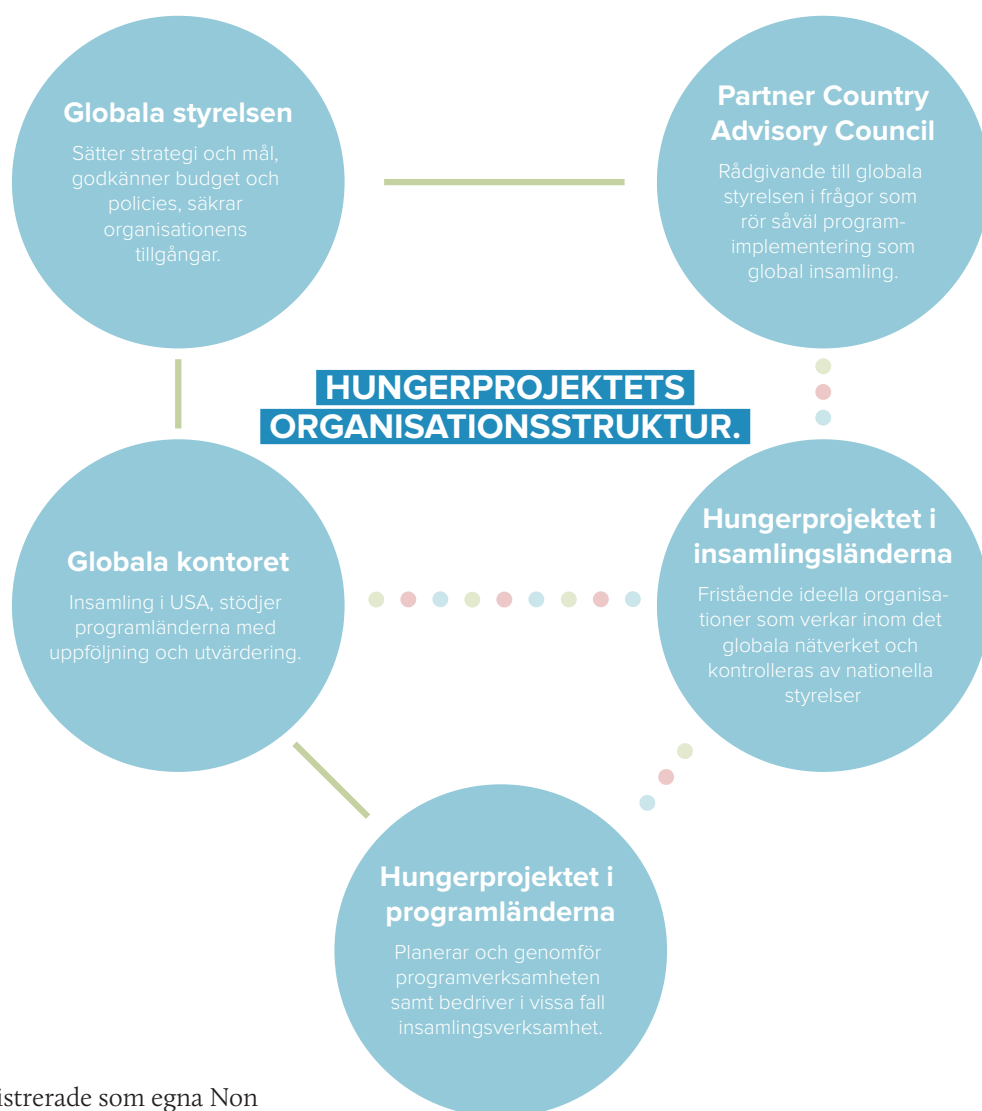 Globala styrelsen
Sätter strategi och mål,
godkänner budget och
policies, säkrar
organisationens
tillgångar.
Partner Country
Advisory Council
Rådgivande till globala
styrelsen i frågor som
rör såväl program-
implementering som
global insamling.
HUNGERPROJEKTETS
ORGANISATIONSSTRUKTUR.
Globala kontoret
Insamling i USA, stödjer
programländerna med
uppföljning och utvärdering.
Hungerprojektet i
insamlingsländerna
Fristående ideella organisa-
tioner som verkar inom det
globala nätverket och
kontrolleras av nationella
styrelser
Hungerprojektet i
programländerna
Planerar och genomför
programverksamheten
samt bedriver i vissa fall
insamlingsverksamhet.
istrerade som egna Non